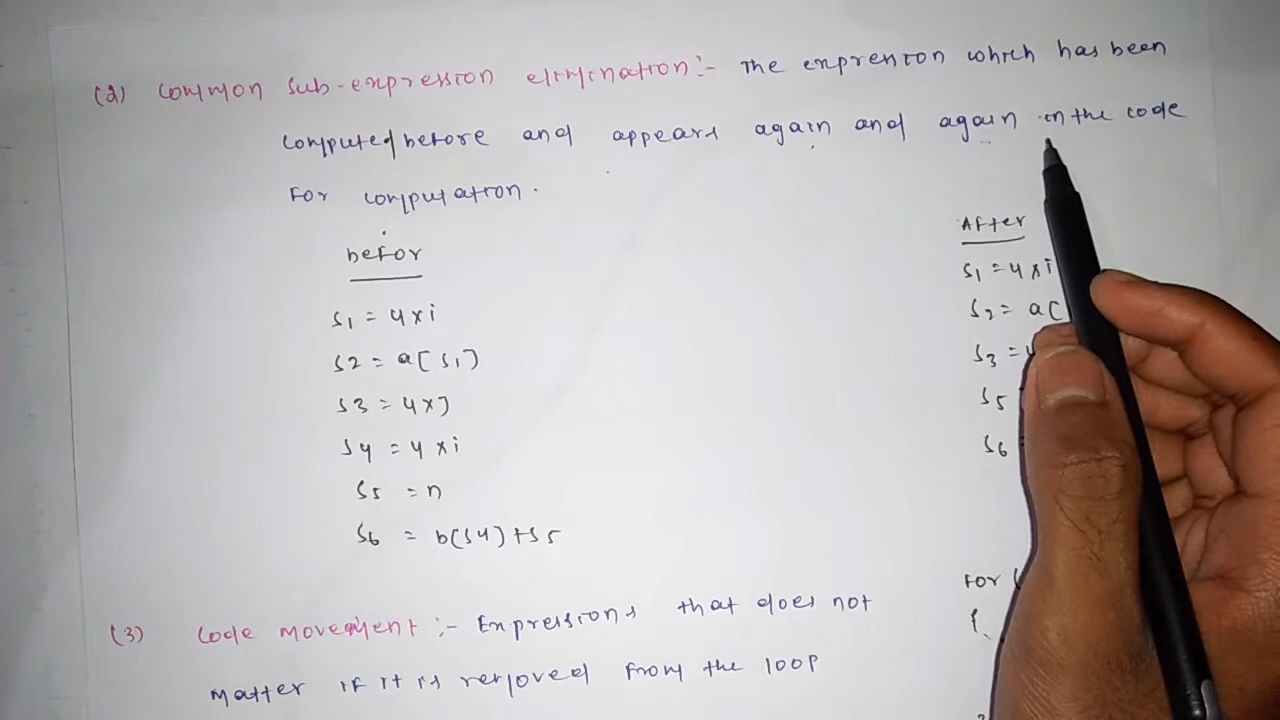 (2) Common Sub-expression elimination :- The expression which has been
computed before and appears again and again in the code
For computation.
befor
S1 = 4 x i
S2 = a[S1]
S3 = 4 x J
S4 = 4 x i
S5 = n
S6 = b[S4] + S5
After
S1 = 4 x i
S2 = a[
S3 =
S5
S6
(3) Code Movement :- Expressions that does not
Matter if it is removed from the loop
For (
{